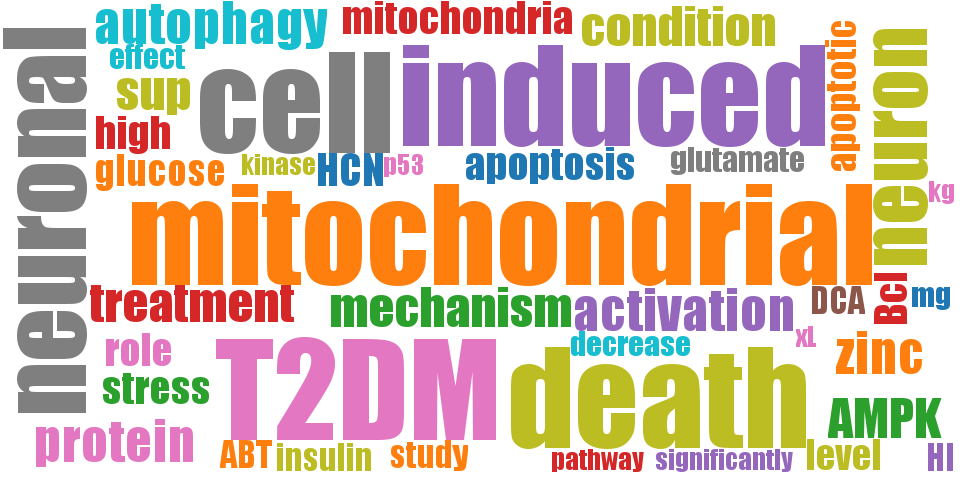 autophagy
mitochondria
condition
effect
neuronal
cell
induced
apoptotic
neuron
sup
high
glucose
kinase
HCN
p53
apoptosis
glutamate
kg
mitochondrial
treatment
mechanism
activation
DCA
Bcl
mg
role
decrease
xL
zinc
T2DM
death
stress
AMPK
protein
ABT
insulin
study
pathway
significantly
level
HI